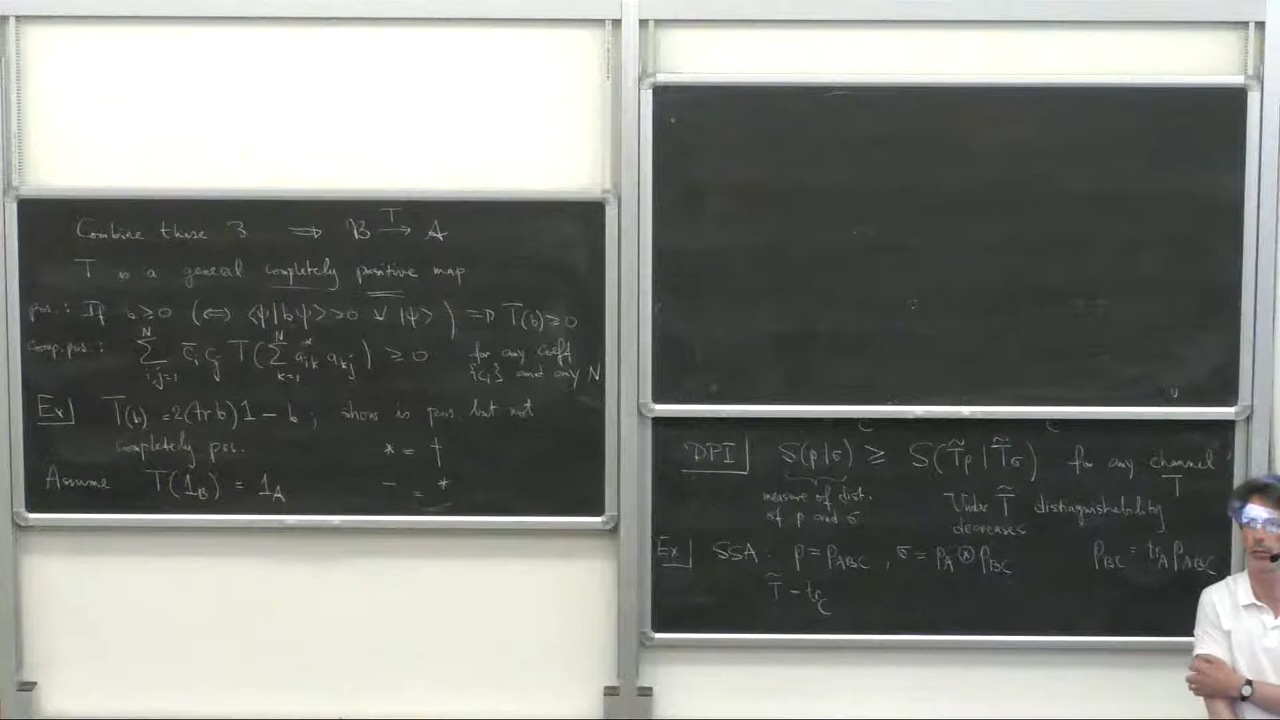 Combine these 3 ⟹ B →^T A
T is a general completely positive map
pos.: If b ≥ 0 (⟺ ⟨ψ|bψ⟩ ≥ 0 ∀ |ψ⟩) ⟹ T(b) ≥ 0
comp. pos.: ∑_{i,j=1}^N c̄_i c_j T(∑_{k=1}^N a*_{ik} a_{kj}) ≥ 0 for any coeff {c_i} and any N
Ex] T(b) = 2(tr b)1 − b ; show is pos. but not
completely pos. * = †
Assume T(1_B) = 1_A − = *
DPI] S(ρ|σ) ≥ S(T̃ρ|T̃σ) for any channel T
measure of dist. of ρ and σ
Under T̃ distinguishability decreases
Ex] SSA. ρ = ρ_ABC , σ = ρ_A ⊗ ρ_BC ρ_BC = tr_A ρ_ABC
T̃ = tr_C